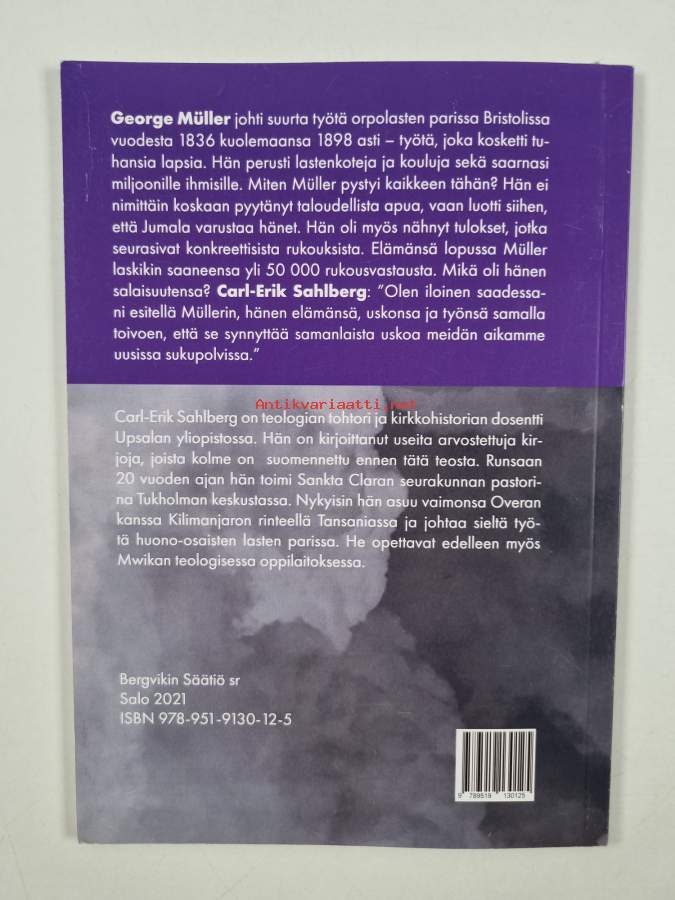 George Müller johti suurta työtä orpolasten parissa Bristolissa
vuodesta 1836 kuolemaansa 1898 asti – työtä, joka kosketti tu-
hansia lapsia. Hän perusti lastenkoteja ja kouluja sekä saarnasi
miljoonille ihmisille. Miten Müller pystyi kaikkeen tähän? Hän ei
nimittäin koskaan pyytänyt taloudellista apua, vaan luotti siihen,
että Jumala varustaa hänet. Hän oli myös nähnyt tulokset, jotka
seurasivat konkreettisista rukouksista. Elämänsä lopussa Müller
laskikin saaneensa yli 50 000 rukousvastausta. Mikä oli hänen
salaisuutensa? Carl-Erik Sahlberg: ”Olen iloinen saadessa-
ni esitellä Müllerin, hänen elämänsä, uskonsa ja työnsä samalla
toivoen, että se synnyttää samanlaista uskoa meidän aikamme
uusissa sukupolvissa.”
Antikvariaatti.net
Carl-Erik Sahlberg on teologian tohtori ja kirkkohistorian dosentti
Upsalan yliopistossa. Hän on kirjoittanut useita arvostettuja kir-
joja, joista kolme on suomennettu ennen tätä teosta. Runsaan
20 vuoden ajan hän toimi Sankta Claran seurakunnan pastori-
na Tukholman keskustassa. Nykyisin hän asuu vaimonsa Overan
kanssa Kilimanjaron rinteellä Tansaniassa ja johtaa sieltä työ-
tä huono-osaisten lasten parissa. He opettavat edelleen myös
Mwikan teologisessa oppilaitoksessa.
Bergvikin Säätiö sr
Salo 2021
ISBN 978-951-9130-12-5
9 789519 130125